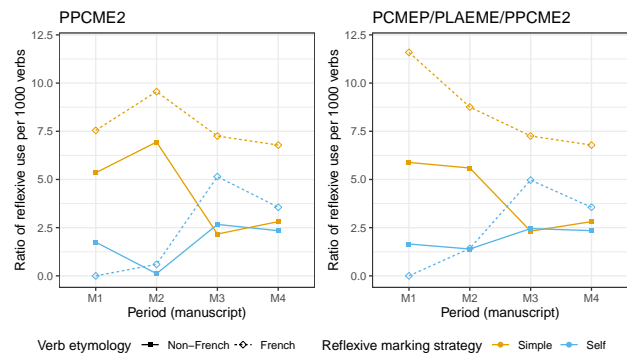 PPCME2
PCMEP/PLAEME/PPCME2
Ratio of reflexive use per 1000 verbs
12.5
10.0
7.5
5.0
2.5
0.0
M1 M2 M3 M4
Period (manuscript)
Ratio of reflexive use per 1000 verbs
12.5
10.0
7.5
5.0
2.5
0.0
M1 M2 M3 M4
Period (manuscript)
Verb etymology Non−French French Reflexive marking strategy Simple Self